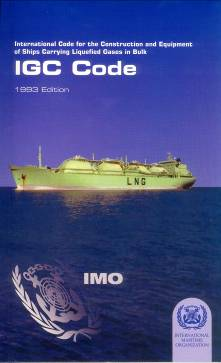 International Code for the Construction and Equipment
of Ships Carrying Liquefied Gases in Bulk
IGC Code
1993 Edition
LNG
IMO
INTERNATIONAL
MARITIME
ORGANIZATION